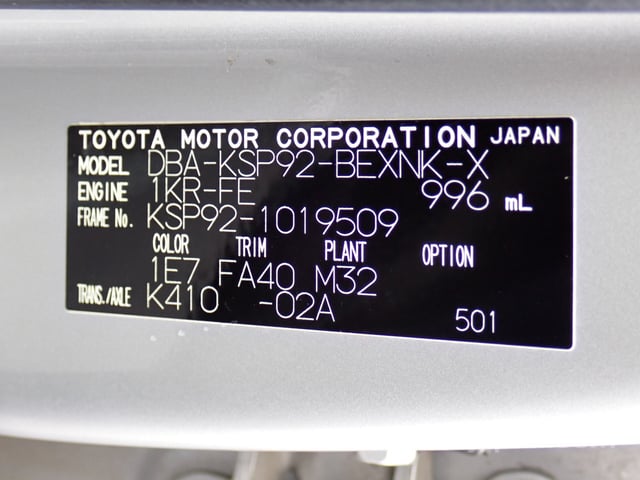 TOYOTA MOTOR CORPORATION JAPAN
MODEL DBA-KSP92-BEXNK-X
ENGINE 1KR-FE 996 mL
FRAME No. KSP92-1019509
COLOR TRIM PLANT OPTION
1E7 FA40 M32
TRANS./AXLE K410 -02A 501